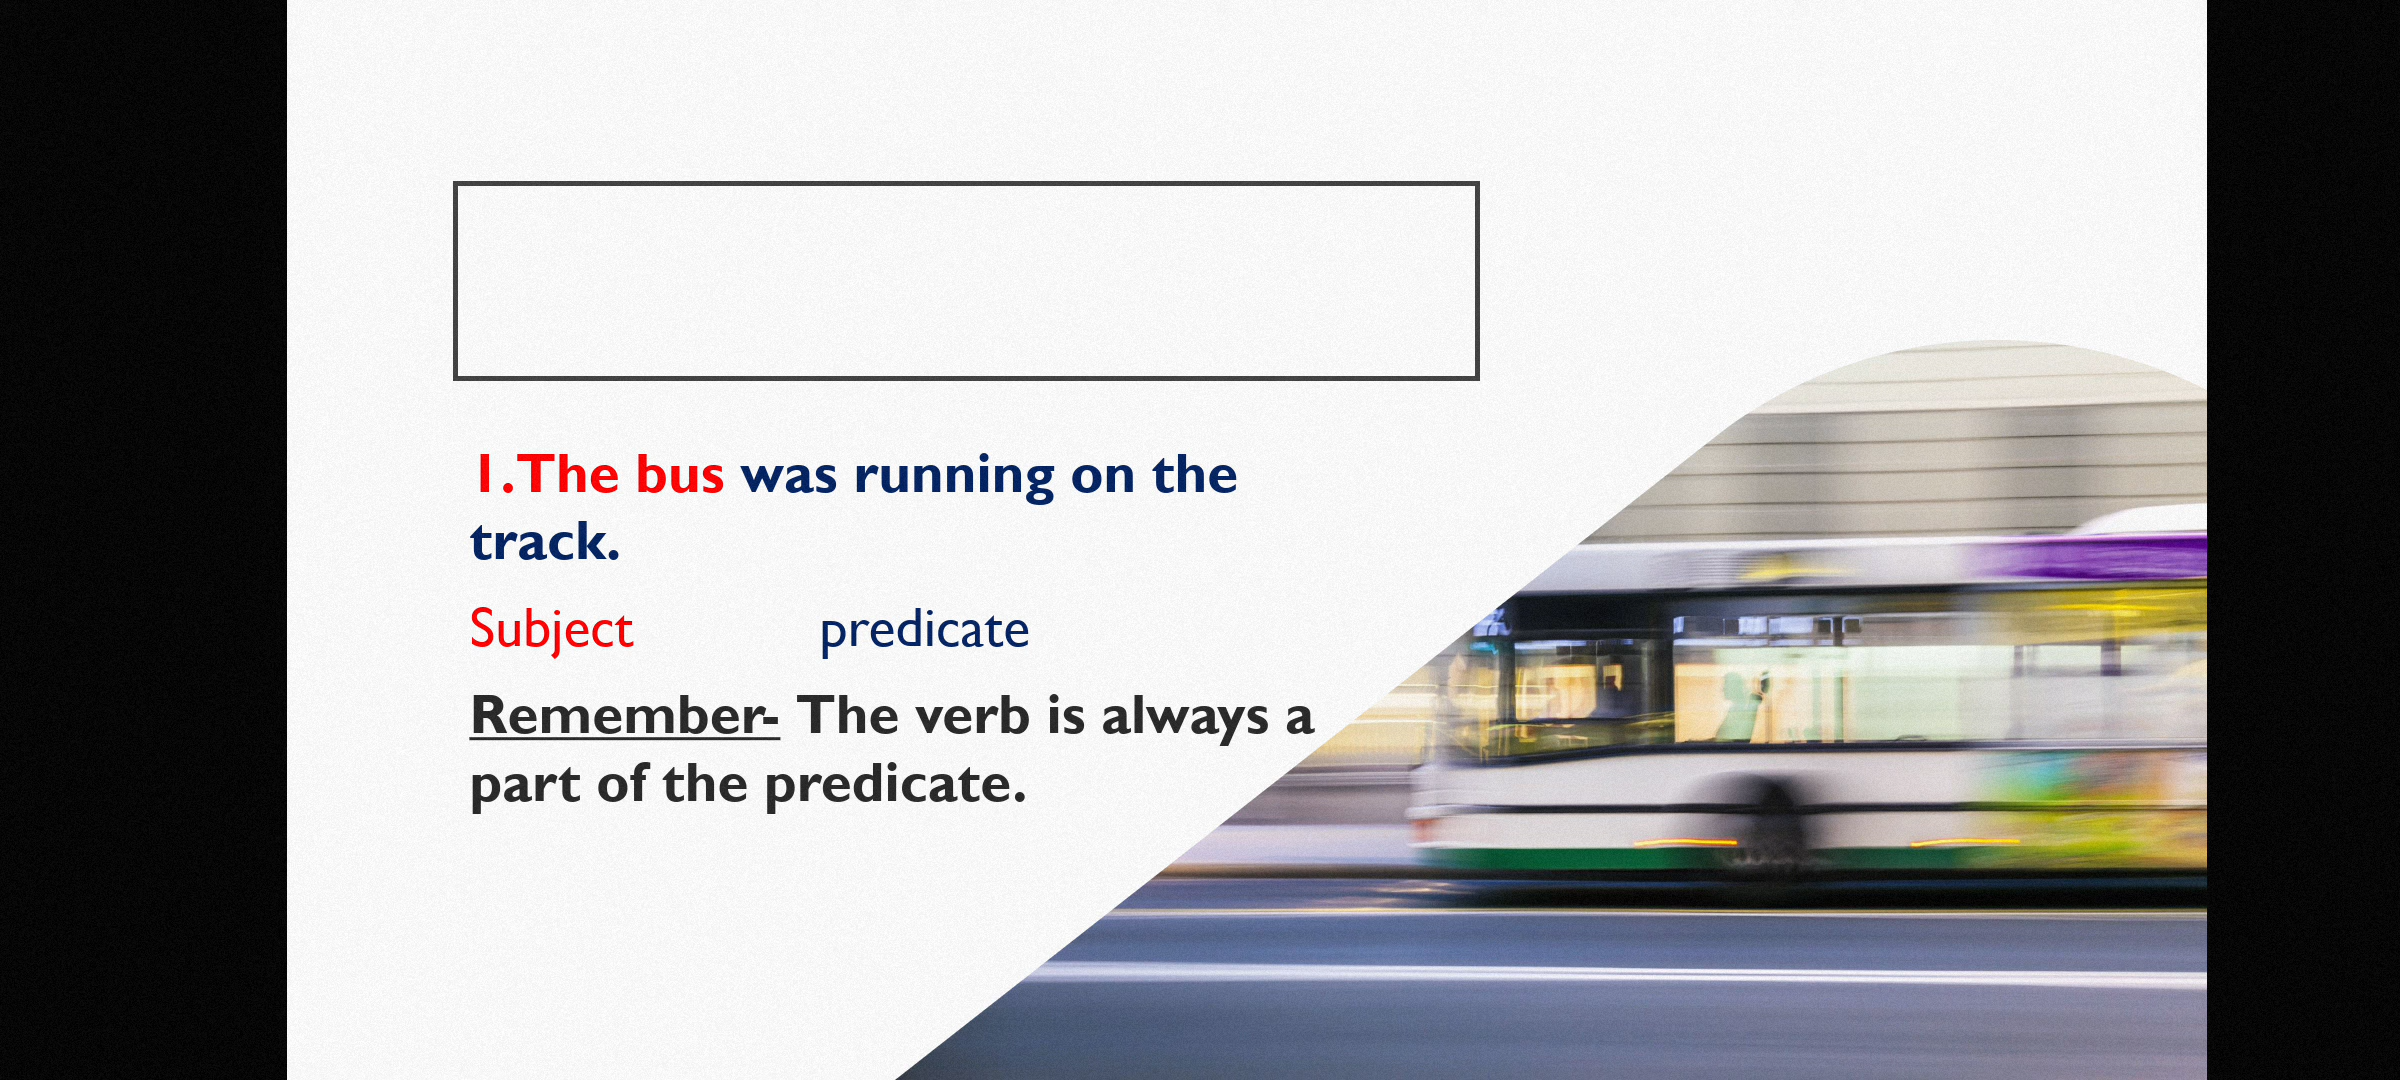 1.The bus was running on the
track.
Subject predicate
Remember- The verb is always a
part of the predicate.